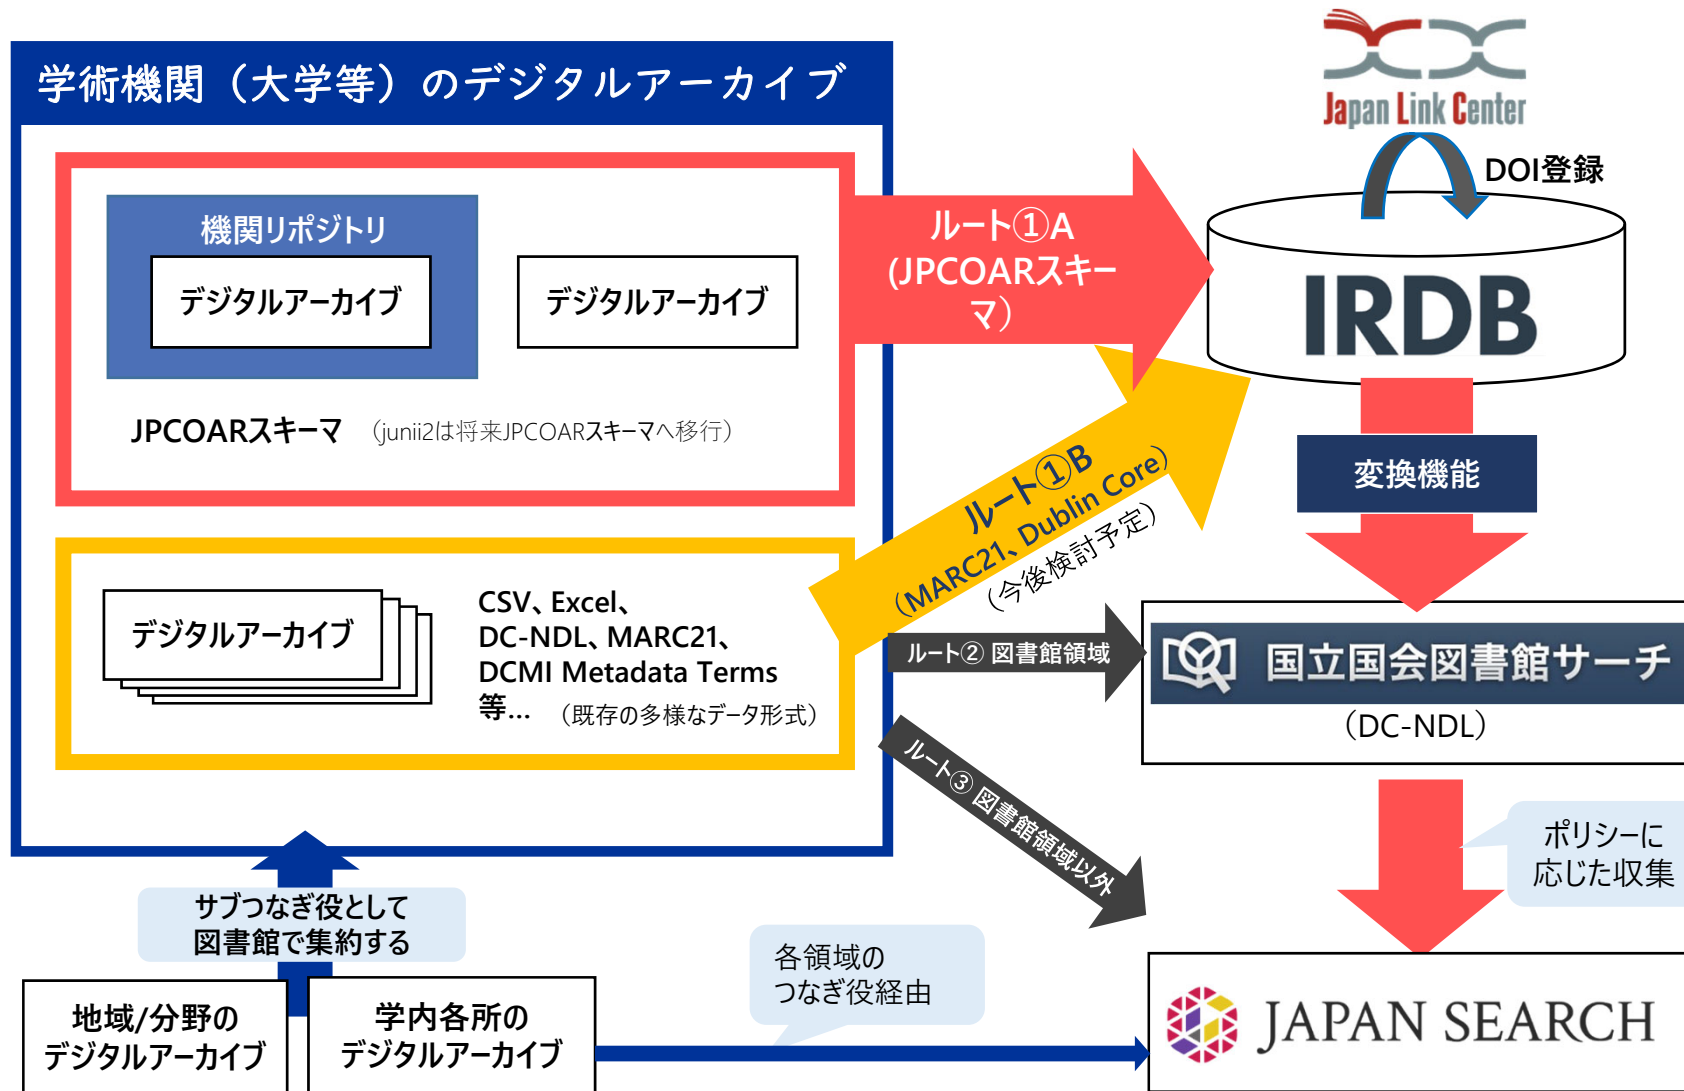 学術機関（大学等）のデジタルアーカイブ
機関リポジトリ
デジタルアーカイブ
デジタルアーカイブ
JPCOARスキーマ （junii2は将来JPCOARスキーマへ移行）
デジタルアーカイブ
CSV、Excel、
DC-NDL、MARC21、
DCMI Metadata Terms
等… （既存の多様なデータ形式）
サブつなぎ役として
図書館で集約する
地域/分野の
デジタルアーカイブ
学内各所の
デジタルアーカイブ
ルート①A
(JPCOARスキー
マ）
ルート①B
（MARC21、Dublin Core）
（今後検討予定）
ルート② 図書館領域
ルート③ 図書館領域以外
各領域の
つなぎ役経由
Japan Link Center
DOI登録
IRDB
変換機能
国立国会図書館サーチ
（DC-NDL）
ポリシーに
応じた収集
JAPAN SEARCH